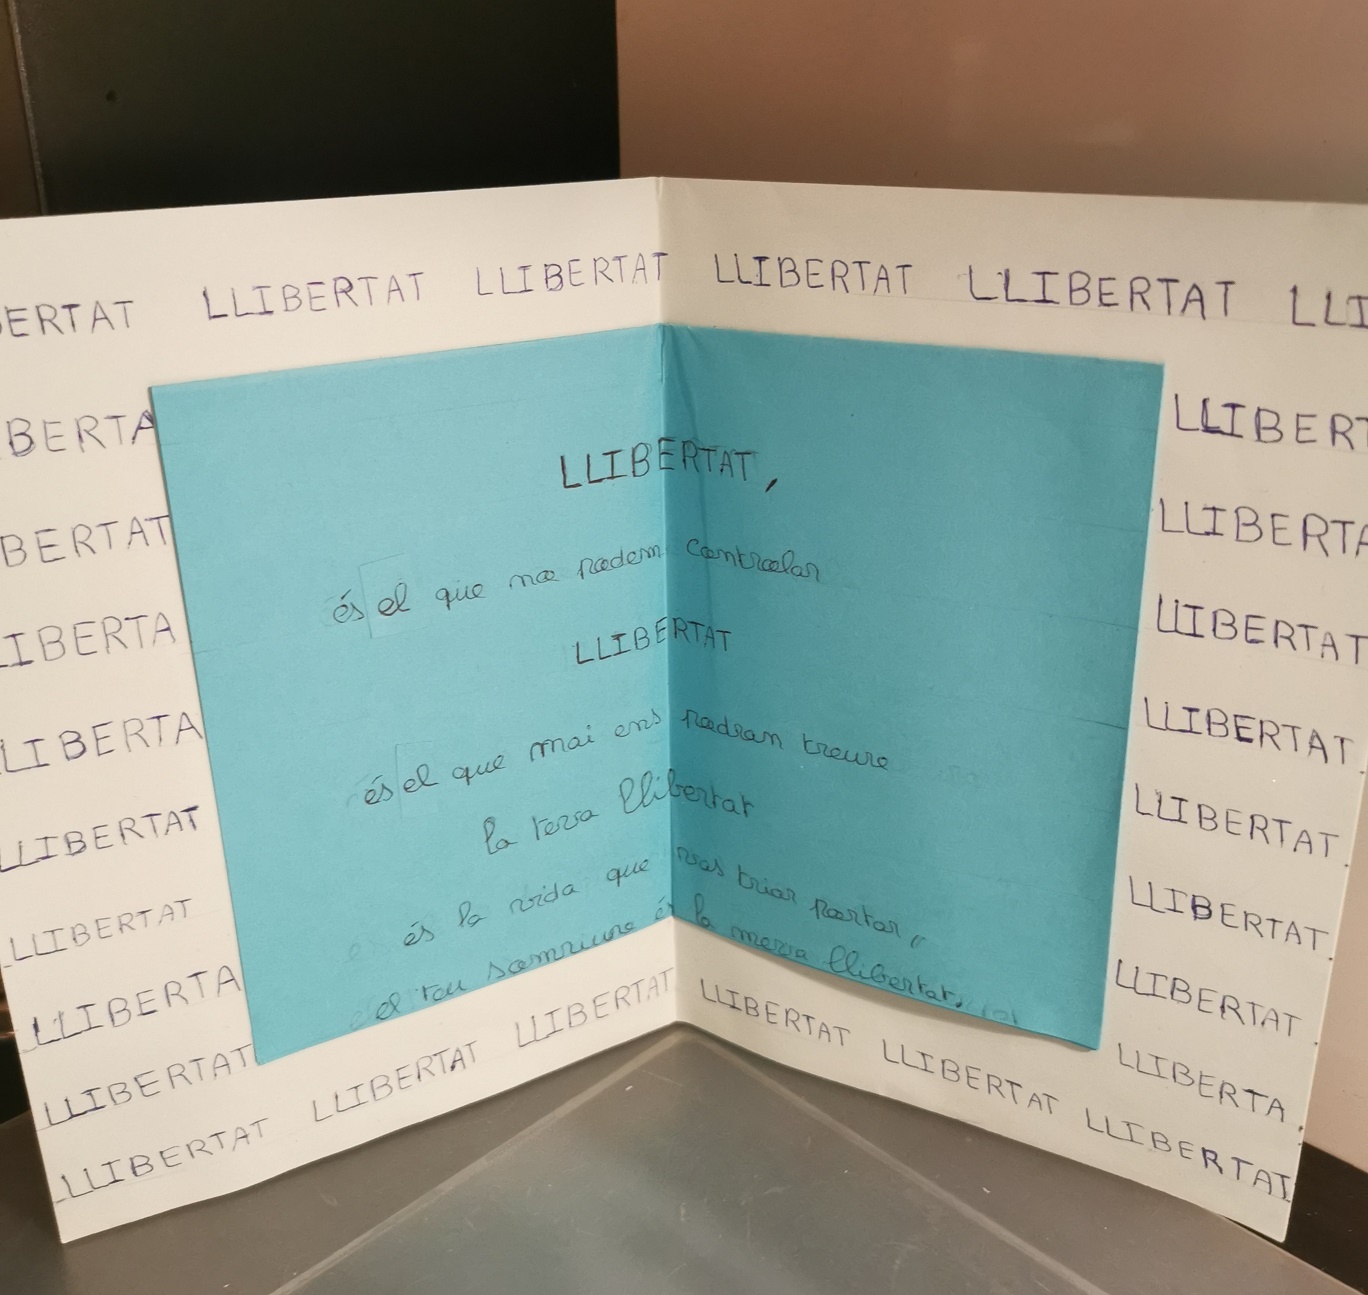 BERTAT LLIBERTAT LLIBERTAT LLIBERTAT LLIBERTAT LLI
BERTA
LLIBERT
BERTAT
LLIBERTA
LIBERTA
LLIBERTAT
LIBERTA
LLIBERTAT
LLIBERTAT
LLIBERTAT
LLIBERTAT
LLIBERTAT
LLIBERTA
LLIBERTAT
LLIBERTAT
LLIBERTA
LLIBERTAT LLIBERTAT LLIBERTAT LLIBERTAT LLIBERTAT LLIBERTAT
LLIBERTAT,
és el que no podem controlar
LLIBERTAT
és el que mai ens podran treure
la teva llibertat
és la vida que vas triar portar,
el teu somriure és la meva llibertat.